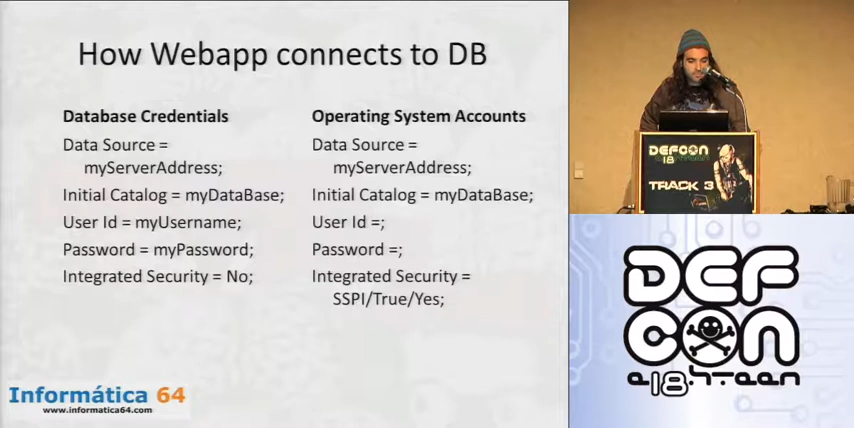 How Webapp connects to DB
Database Credentials
Data Source =
myServerAddress;
Initial Catalog = myDataBase;
User Id = myUsername;
Password = myPassword;
Integrated Security = No;
Operating System Accounts
Data Source =
myServerAddress;
Initial Catalog = myDataBase;
User Id =;
Password =;
Integrated Security =
SSPI/True/Yes;
Informática 64
www.informatica64.com
DEFCON
18
TRACK 3
DEF
CON
e18hteen